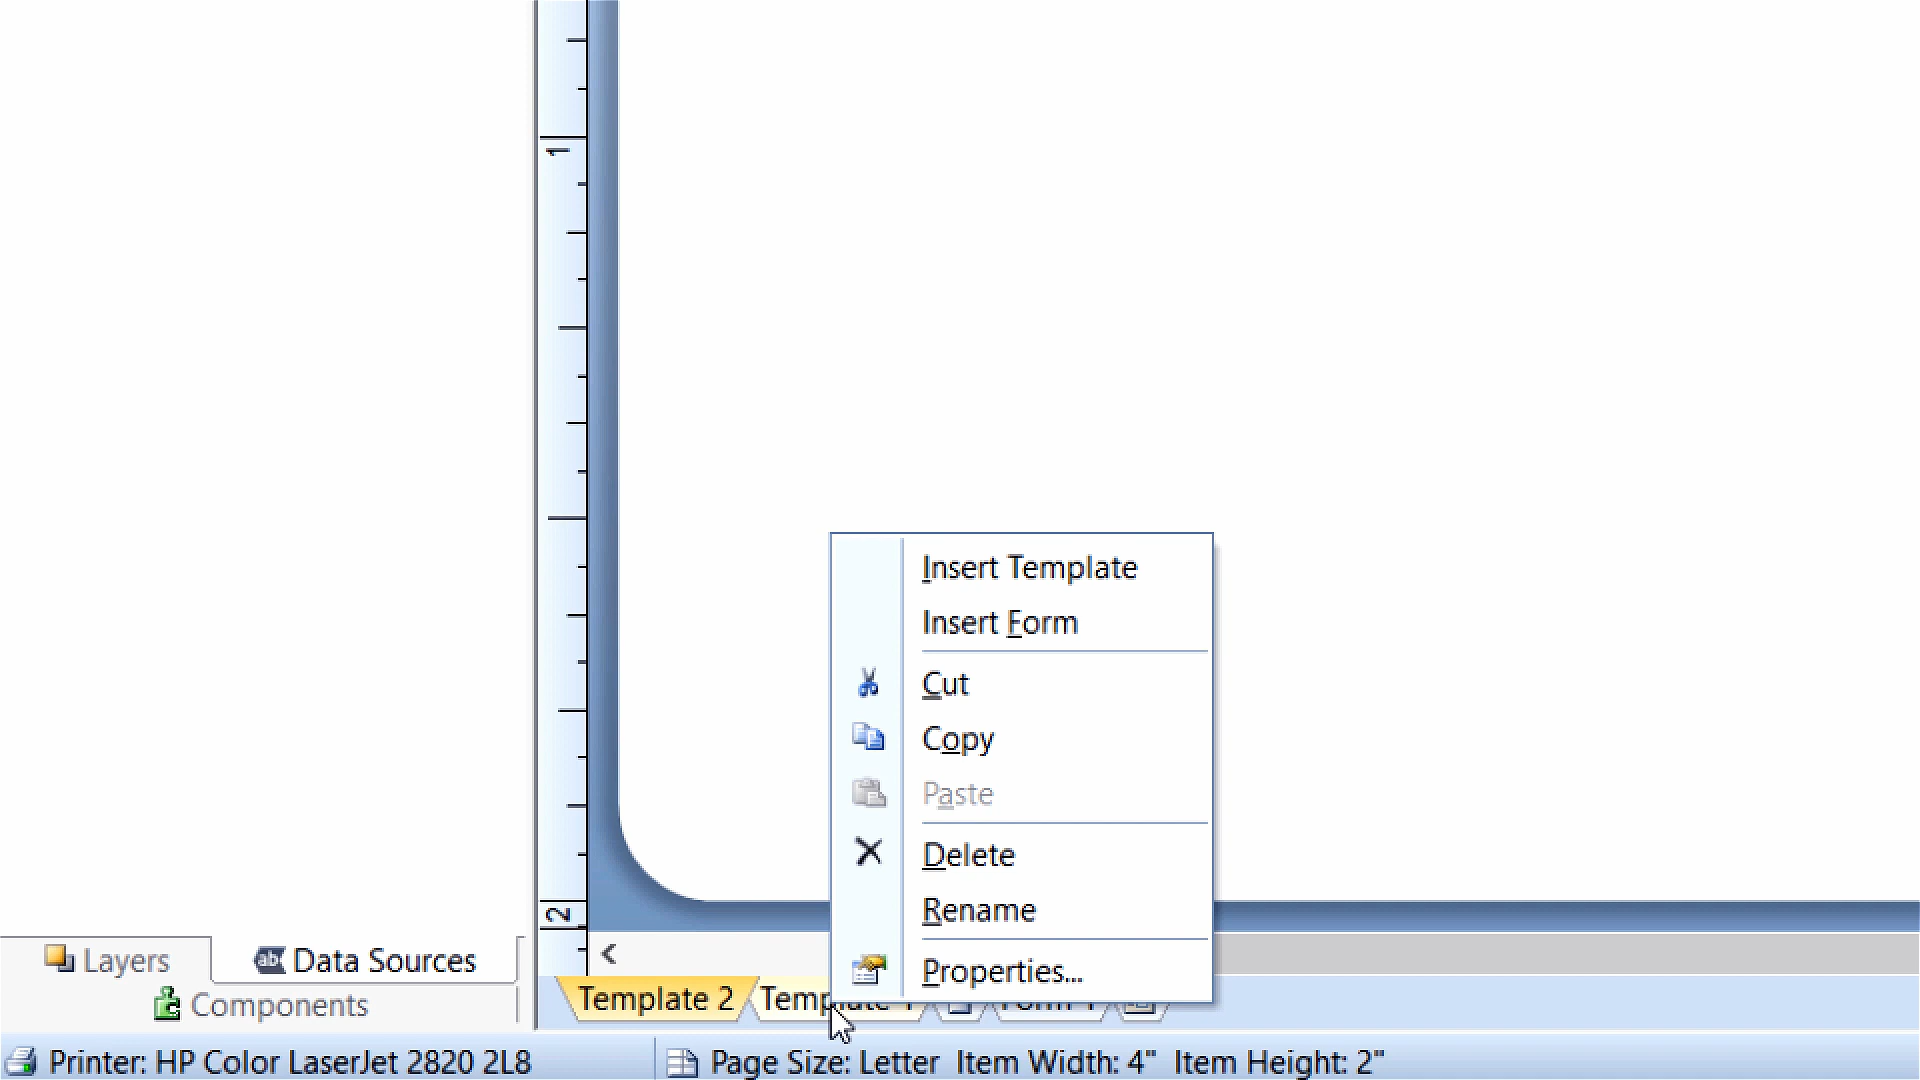 1
Insert Template
Insert Form
Cut
Copy
Paste
Delete
Rename
Properties...
2
Layers
Data Sources
Components
Template 2
Printer: HP Color LaserJet 2820 2L8
Page Size: Letter Item Width: 4" Item Height: 2"